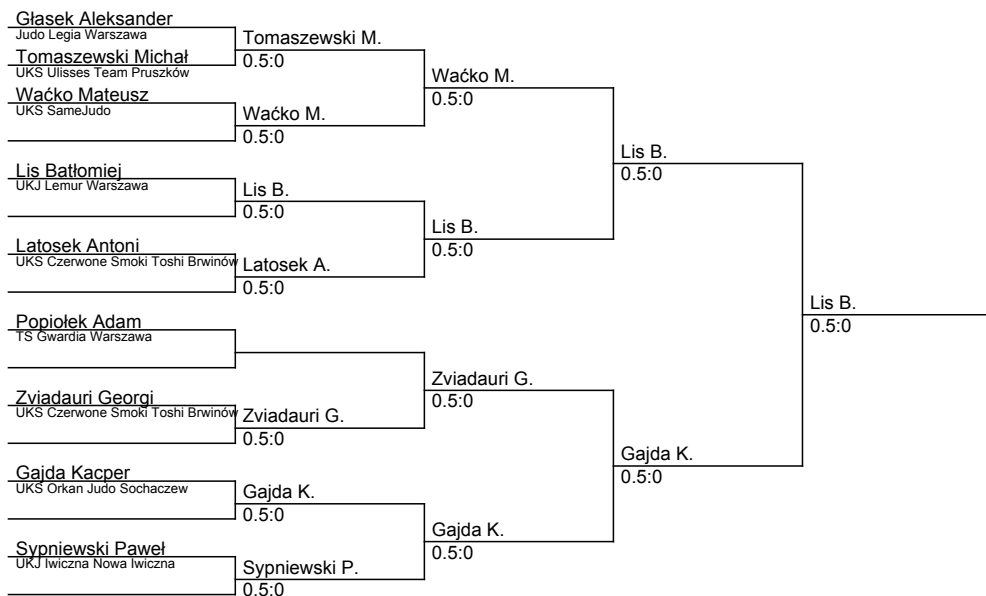 Głasek Aleksander
Judo Legia Warszawa
Tomaszewski Michał
UKS Ulisses Team Pruszków
Waćko Mateusz
UKS SameJudo
Lis Batłomiej
UKJ Lemur Warszawa
Latosek Antoni
UKS Czerwone Smoki Toshi Brwinów
Popiołek Adam
TS Gwardia Warszawa
Zviadauri Georgi
UKS Czerwone Smoki Toshi Brwinów
Gajda Kacper
UKS Orkan Judo Sochaczew
Sypniewski Paweł
UKJ Iwiczna Nowa Iwiczna
Tomaszewski M.
0.5:0
Waćko M.
0.5:0
Lis B.
0.5:0
Latosek A.
0.5:0
Zviadauri G.
0.5:0
Gajda K.
0.5:0
Sypniewski P.
0.5:0
Waćko M.
0.5:0
Lis B.
0.5:0
Zviadauri G.
0.5:0
Gajda K.
0.5:0
Lis B.
0.5:0
Gajda K.
0.5:0
Lis B.
0.5:0